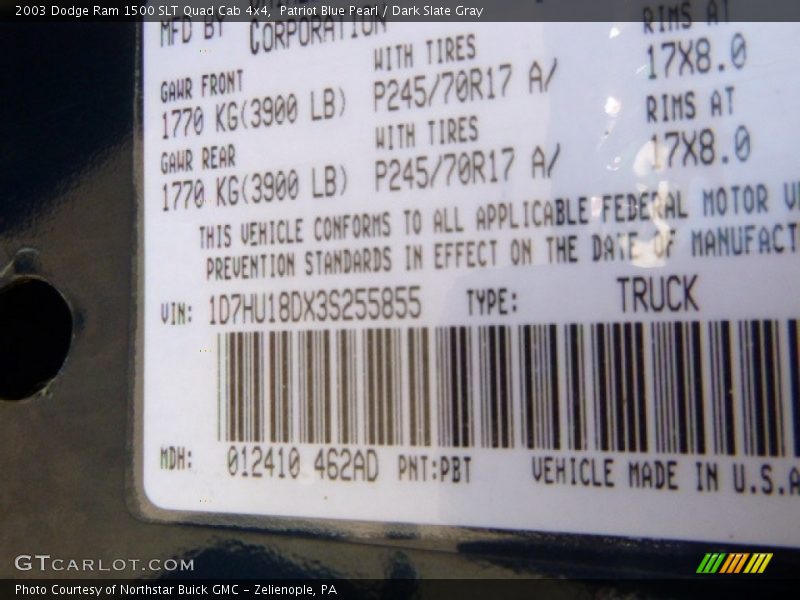 2003 Dodge Ram 1500 SLT Quad Cab 4x4, Patriot Blue Pearl / Dark Slate Gray
MFD BY CORPORATION
GAWR FRONT WITH TIRES RIMS AT
1770 KG(3900 LB) P245/70R17 A/ 17X8.0
GAWR REAR WITH TIRES RIMS AT
1770 KG(3900 LB) P245/70R17 A/ 17X8.0
THIS VEHICLE CONFORMS TO ALL APPLICABLE FEDERAL MOTOR V
PREVENTION STANDARDS IN EFFECT ON THE DATE OF MANUFACT
VIN: 1D7HU18DX3S255855 TYPE: TRUCK
MDH: 012410 462AD PNT:PBT VEHICLE MADE IN U.S.A
GTCARLOT.COM
Photo Courtesy of Northstar Buick GMC - Zelienople, PA